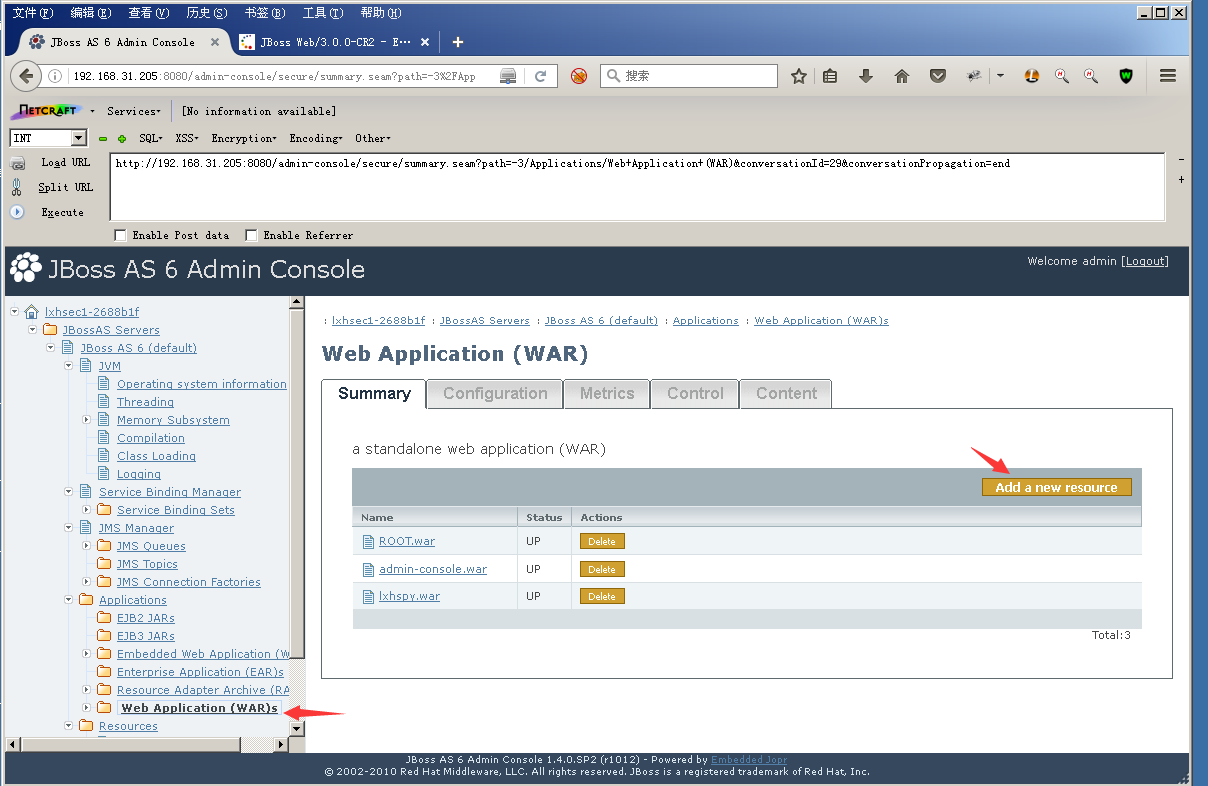 文件(F) 编辑(E) 查看(V) 历史(S) 书签(B) 工具(T) 帮助(H)
JBoss AS 6 Admin Console × JBoss Web/3.0.0-CR2 - E··· × +
192.168.31.205:8080/admin-console/secure/summary.seam?path=-3%2FApp 搜索
NETCRAFT Services [No information available]
INT SQL XSS Encryption Encoding Other
Load URL http://192.168.31.205:8080/admin-console/secure/summary.seam?path=-3/Applications/Web+Application+(WAR)&conversationId=29&conversationPropagation=end
Split URL
Execute
Enable Post data Enable Referrer
JBoss AS 6 Admin Console
Welcome admin [Logout]
lxhsec1-2688b1f
JBossAS Servers
JBoss AS 6 (default)
JVM
Operating system information
Threading
Memory Subsystem
Compilation
Class Loading
Logging
Service Binding Manager
Service Binding Sets
JMS Manager
JMS Queues
JMS Topics
JMS Connection Factories
Applications
EJB2 JARs
EJB3 JARs
Embedded Web Application (W
Enterprise Application (EAR)s
Resource Adapter Archive (RA
Web Application (WAR)s
Resources
: lxhsec1-2688b1f : JBossAS Servers : JBoss AS 6 (default) : Applications : Web Application (WAR)s
Web Application (WAR)
Summary Configuration Metrics Control Content
a standalone web application (WAR)
Add a new resource
Name Status Actions
ROOT.war UP Delete
admin-console.war UP Delete
lxhspy.war UP Delete
Total:3
JBoss AS 6 Admin Console 1.4.0.SP2 (r1012) - Powered by Embedded Jopr
© 2002-2010 Red Hat Middleware, LLC. All rights reserved. JBoss is a registered trademark of Red Hat, Inc.